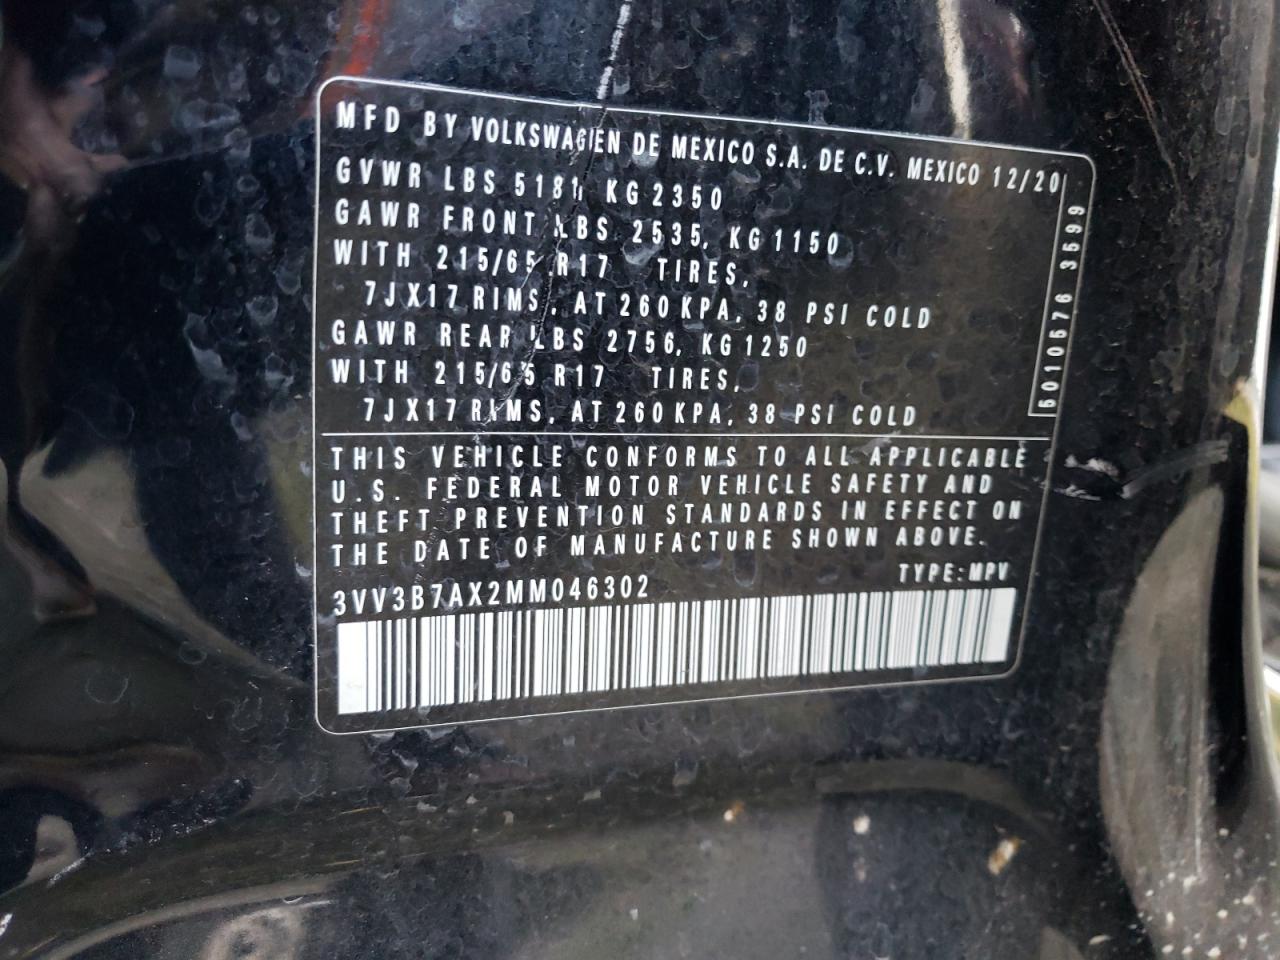 MFD BY VOLKSWAGEN DE MEXICO S.A. DE C.V. MEXICO 12/20
GVWR LBS 5181, KG 2350
GAWR FRONT LBS 2535, KG 1150
WITH 215/65 R17 TIRES,
7JX17 RIMS, AT 260 KPA, 38 PSI COLD
GAWR REAR LBS 2756, KG 1250
WITH 215/65 R17 TIRES,
7JX17 RIMS, AT 260 KPA, 38 PSI COLD
5010576 3699
THIS VEHICLE CONFORMS TO ALL APPLICABLE
U.S. FEDERAL MOTOR VEHICLE SAFETY AND
THEFT PREVENTION STANDARDS IN EFFECT ON
THE DATE OF MANUFACTURE SHOWN ABOVE.
3VV3B7AX2MM046302 TYPE:MPV